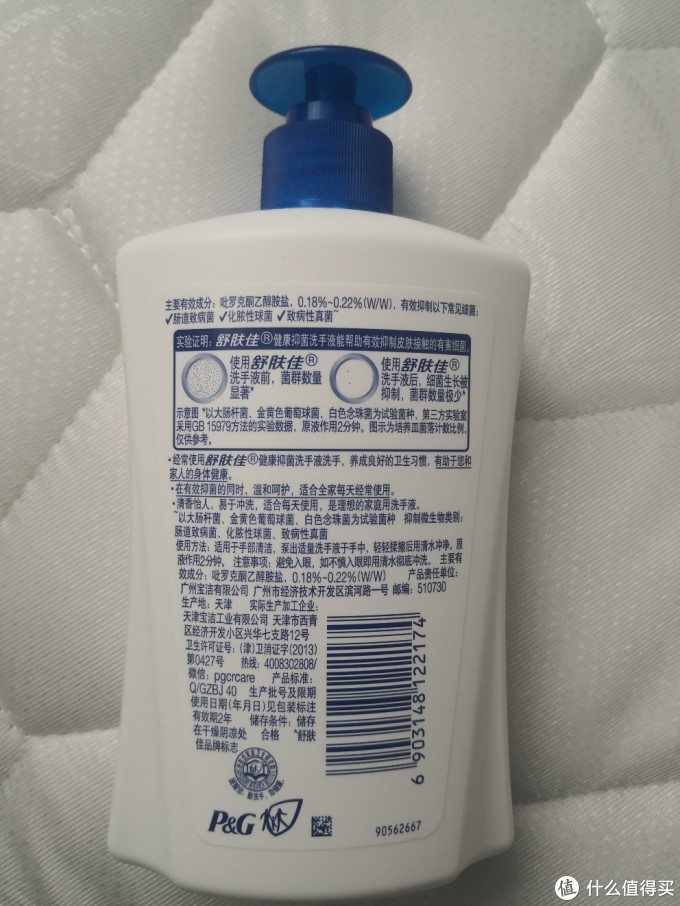 主要有效成分：吡罗克酮乙醇胺盐，0.18%~0.22%(W/W)，有效抑制以下常见细菌：
✓肠道致病菌 ✓化脓性球菌 ✓致病性真菌~
实验证明：舒肤佳®健康抑菌洗手液能帮助有效抑制皮肤接触的有害细菌。
使用舒肤佳®
洗手液前，菌群数量
显著*
使用舒肤佳®
洗手液后，细菌生长被
抑制，菌群数量极少*
示意图 *以大肠杆菌、金黄色葡萄球菌、白色念珠菌为试验菌种，第三方实验室
采用GB 15979方法的实验数据，原液作用2分钟。图示为培养皿菌落计数比例，
仅供参考。
·经常使用舒肤佳®健康抑菌洗手液洗手，养成良好的卫生习惯，有助于您和
家人的身体健康。
·在有效抑菌的同时，温和呵护，适合全家每天经常使用。
·清香怡人，易于冲洗，适合每天使用，是理想的家庭用洗手液。
~以大肠杆菌、金黄色葡萄球菌、白色念珠菌为试验菌种 抑制微生物类别：
肠道致病菌、化脓性球菌、致病性真菌
使用方法：适用于手部清洁，泵出适量洗手液于手中，轻轻揉擦后用清水冲净。原
液作用2分钟。 注意事项：避免入眼，如不慎入眼即用清水彻底冲洗。 主要有
效成分：吡罗克酮乙醇胺盐，0.18%~0.22%(W/W) 产品责任单位：
广州宝洁有限公司 广州市经济技术开发区滨河路一号 邮编：510730
生产地：天津 实际生产加工企业：
天津宝洁工业有限公司 天津市西青
区经济开发小区兴华七支路12号
卫生许可证号：(津)卫消证字(2013)
第0427号 热线：4008302808/
微信：pgcrcare 产品标准：
Q/GZBJ 40 生产批号及限期
使用日期(年月日)见包装标注
有效期2年 储存条件：储存
在干燥阴凉处 合格 ^舒肤
佳品牌标志
6 903148 122174
P&G
90562667
值 什么值得买